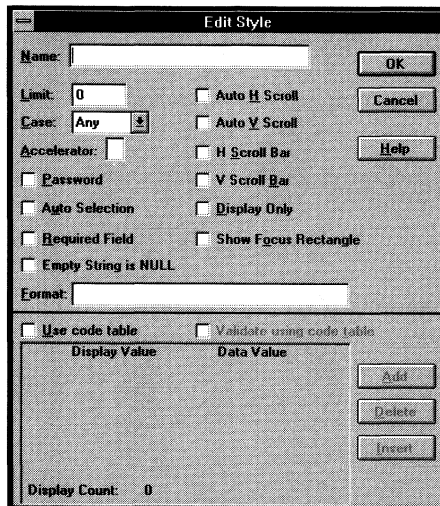 Edit Style
Name:
OK
Limit: 0
Auto H Scroll
Cancel
Case: Any
Auto V Scroll
Accelerator:
H Scroll Bar
Help
Password
V Scroll Bar
Auto Selection
Display Only
Required Field
Show Focus Rectangle
Empty String is NULL
Format:
Use code table
Validate using code table
Display Value
Data Value
Add
Delete
Insert
Display Count: 0